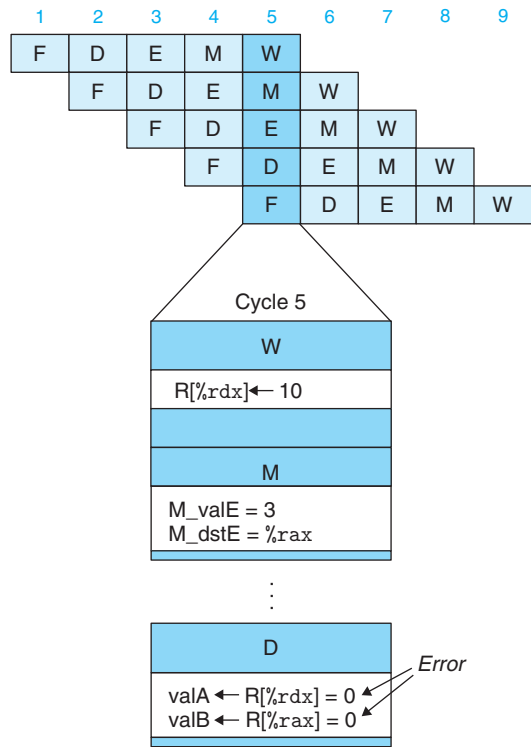 1 2 3 4 5 6 7 8 9
F D E M W
F D E M W
F D E M W
F D E M W
F D E M W
Cycle 5
W
R[%rdx] ← 10
M
M_valE = 3
M_dstE = %rax
⋮
D
Error
valA ← R[%rdx] = 0
valB ← R[%rax] = 0